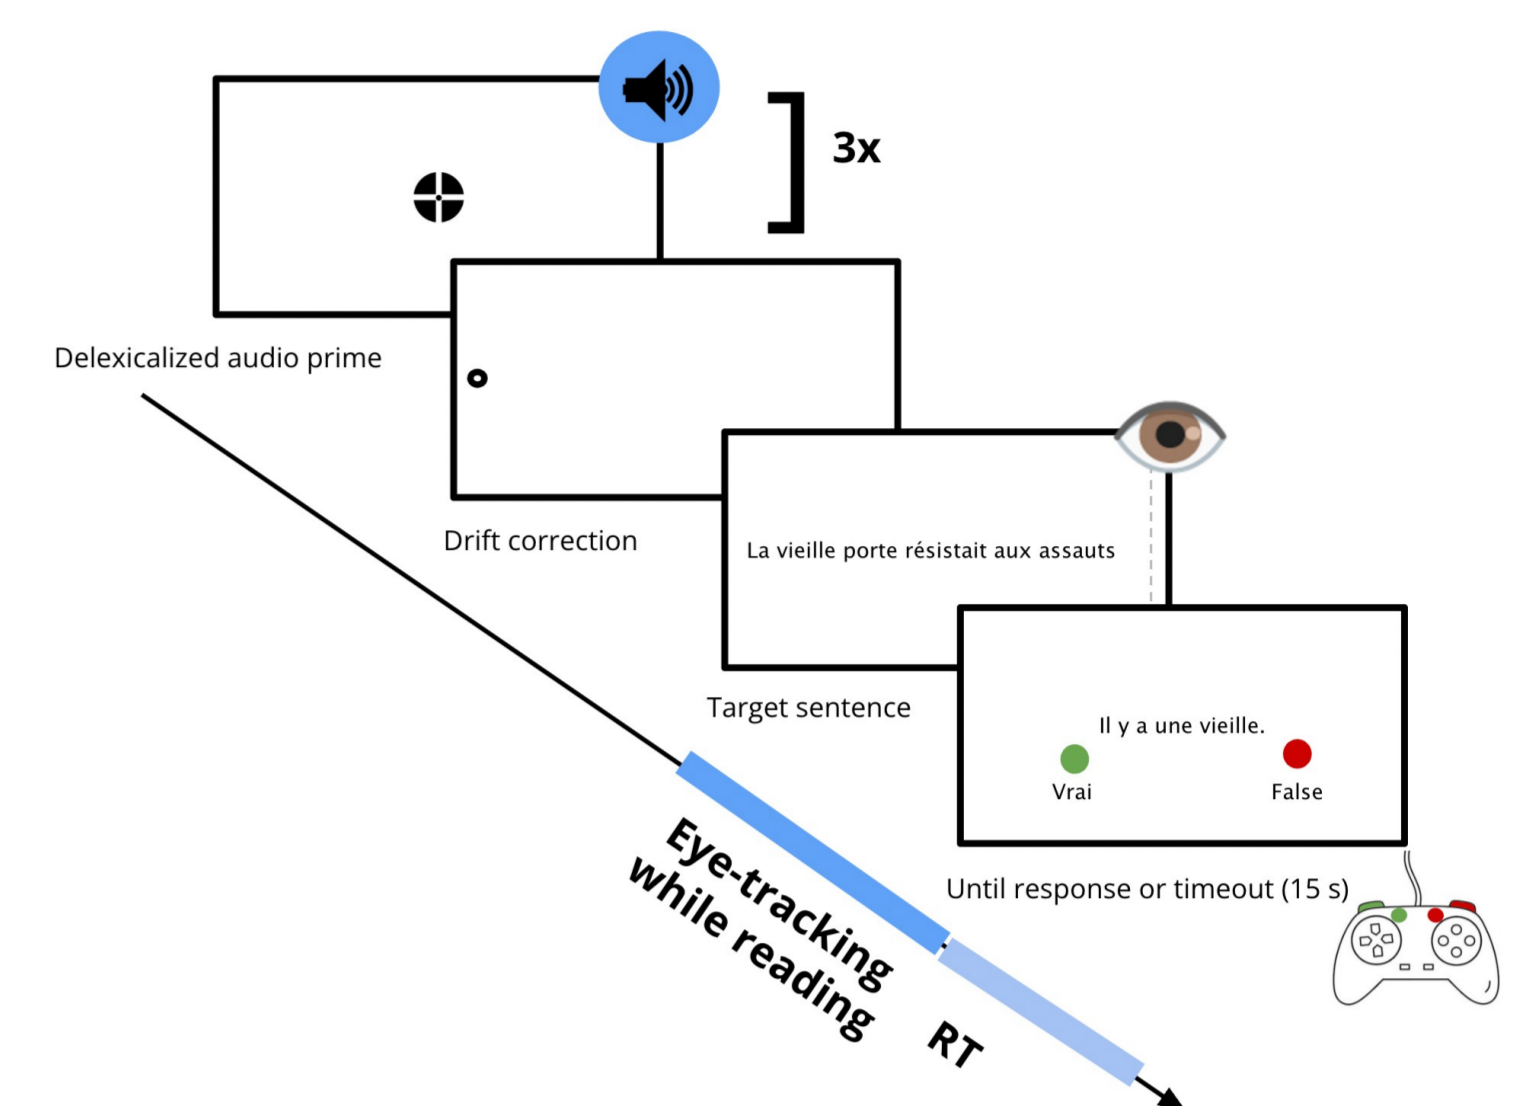 3x
Delexicalized audio prime
Drift correction
La vieille porte résistait aux assauts
Target sentence
Il y a une vieille.
Vrai
False
Until response or timeout (15 s)
Eye-tracking
while reading
RT